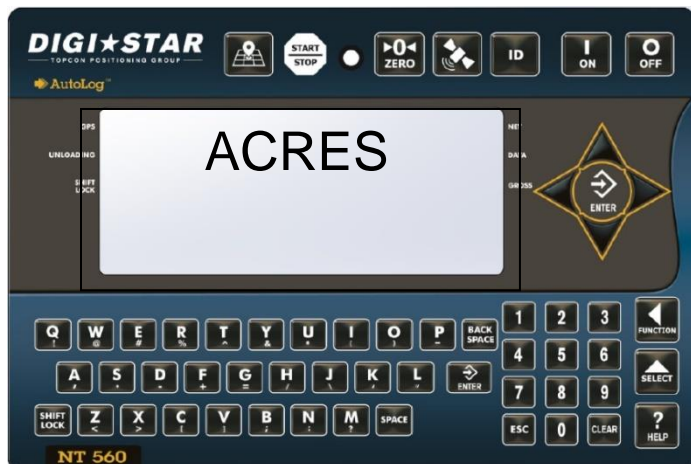 DIGI★STAR
TOPCON POSITIONING GROUP
AutoLog™
START
STOP
0
ZERO
ID
I
ON
O
OFF
GPS
UNLOADING
SHIFT
LOCK
ACRES
NET
DATA
GROSS
ENTER
Q W E R T Y U I O P BACK
! @ # % ^ & * ( ) - SPACE
A S D F G H J K L ENTER
SHIFT
LOCK
Z X C V B N M SPACE
< > ?
1 2 3
4 5 6
7 8 9
ESC 0 CLEAR
FUNCTION
SELECT
?
HELP
NT 560